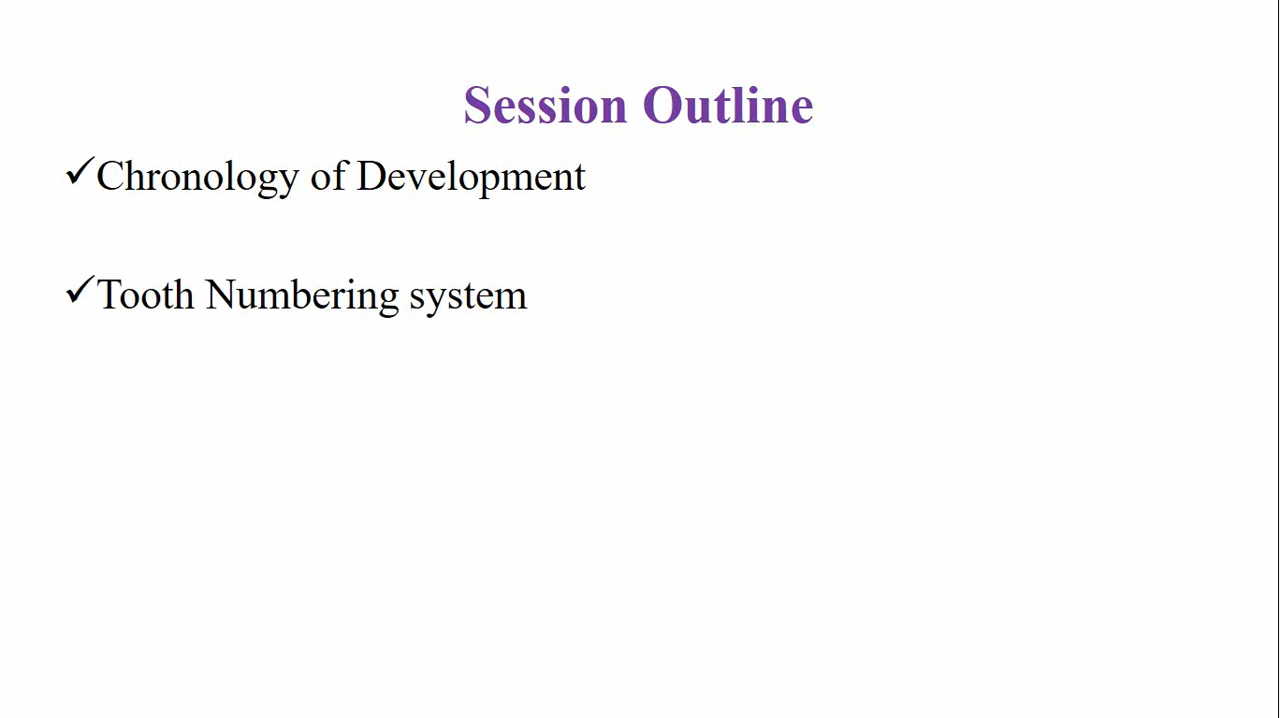 Session Outline
✓Chronology of Development
✓Tooth Numbering system